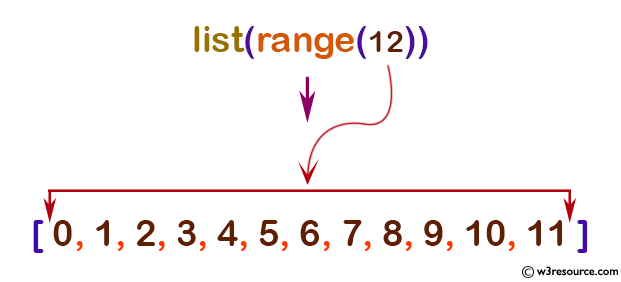 list(range(12))
[ 0, 1, 2, 3, 4, 5, 6, 7, 8, 9, 10, 11 ]
© w3resource.com